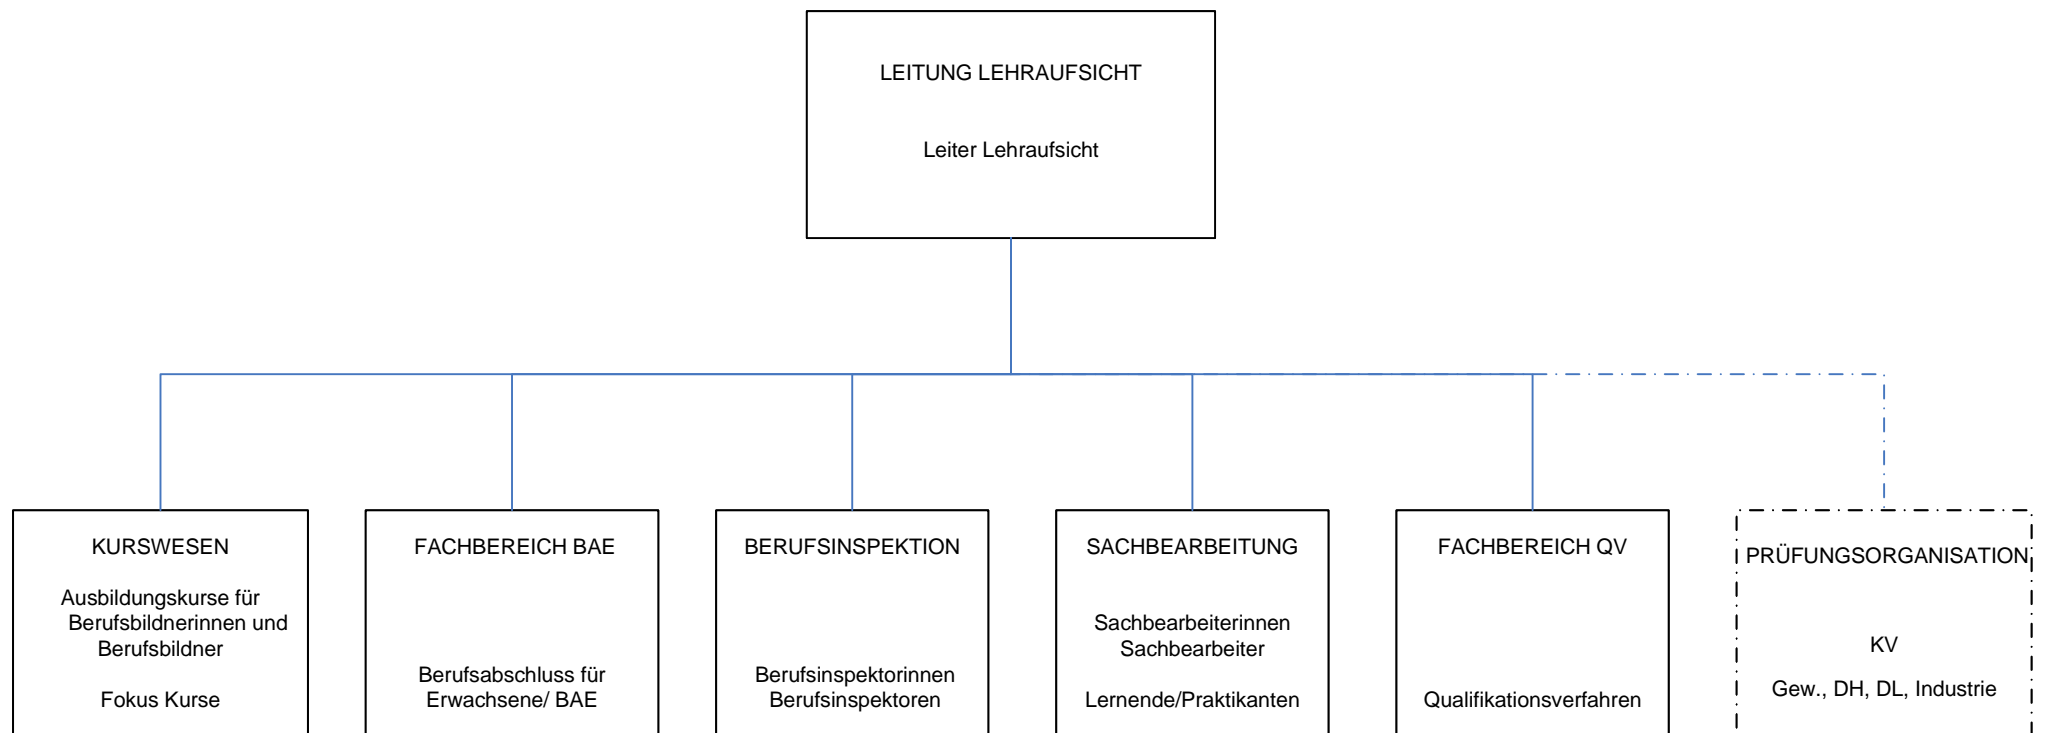 LEITUNG LEHRAUFSICHT
Leiter Lehraufsicht
KURSWESEN
Ausbildungskurse für
Berufsbildnerinnen und
Berufsbildner
Fokus Kurse
FACHBEREICH BAE
Berufsabschluss für
Erwachsene/ BAE
BERUFSINSPEKTION
Berufsinspektorinnen
Berufsinspektoren
SACHBEARBEITUNG
Sachbearbeiterinnen
Sachbearbeiter
Lernende/Praktikanten
FACHBEREICH QV
Qualifikationsverfahren
PRÜFUNGSORGANISATION
KV
Gew., DH, DL, Industrie